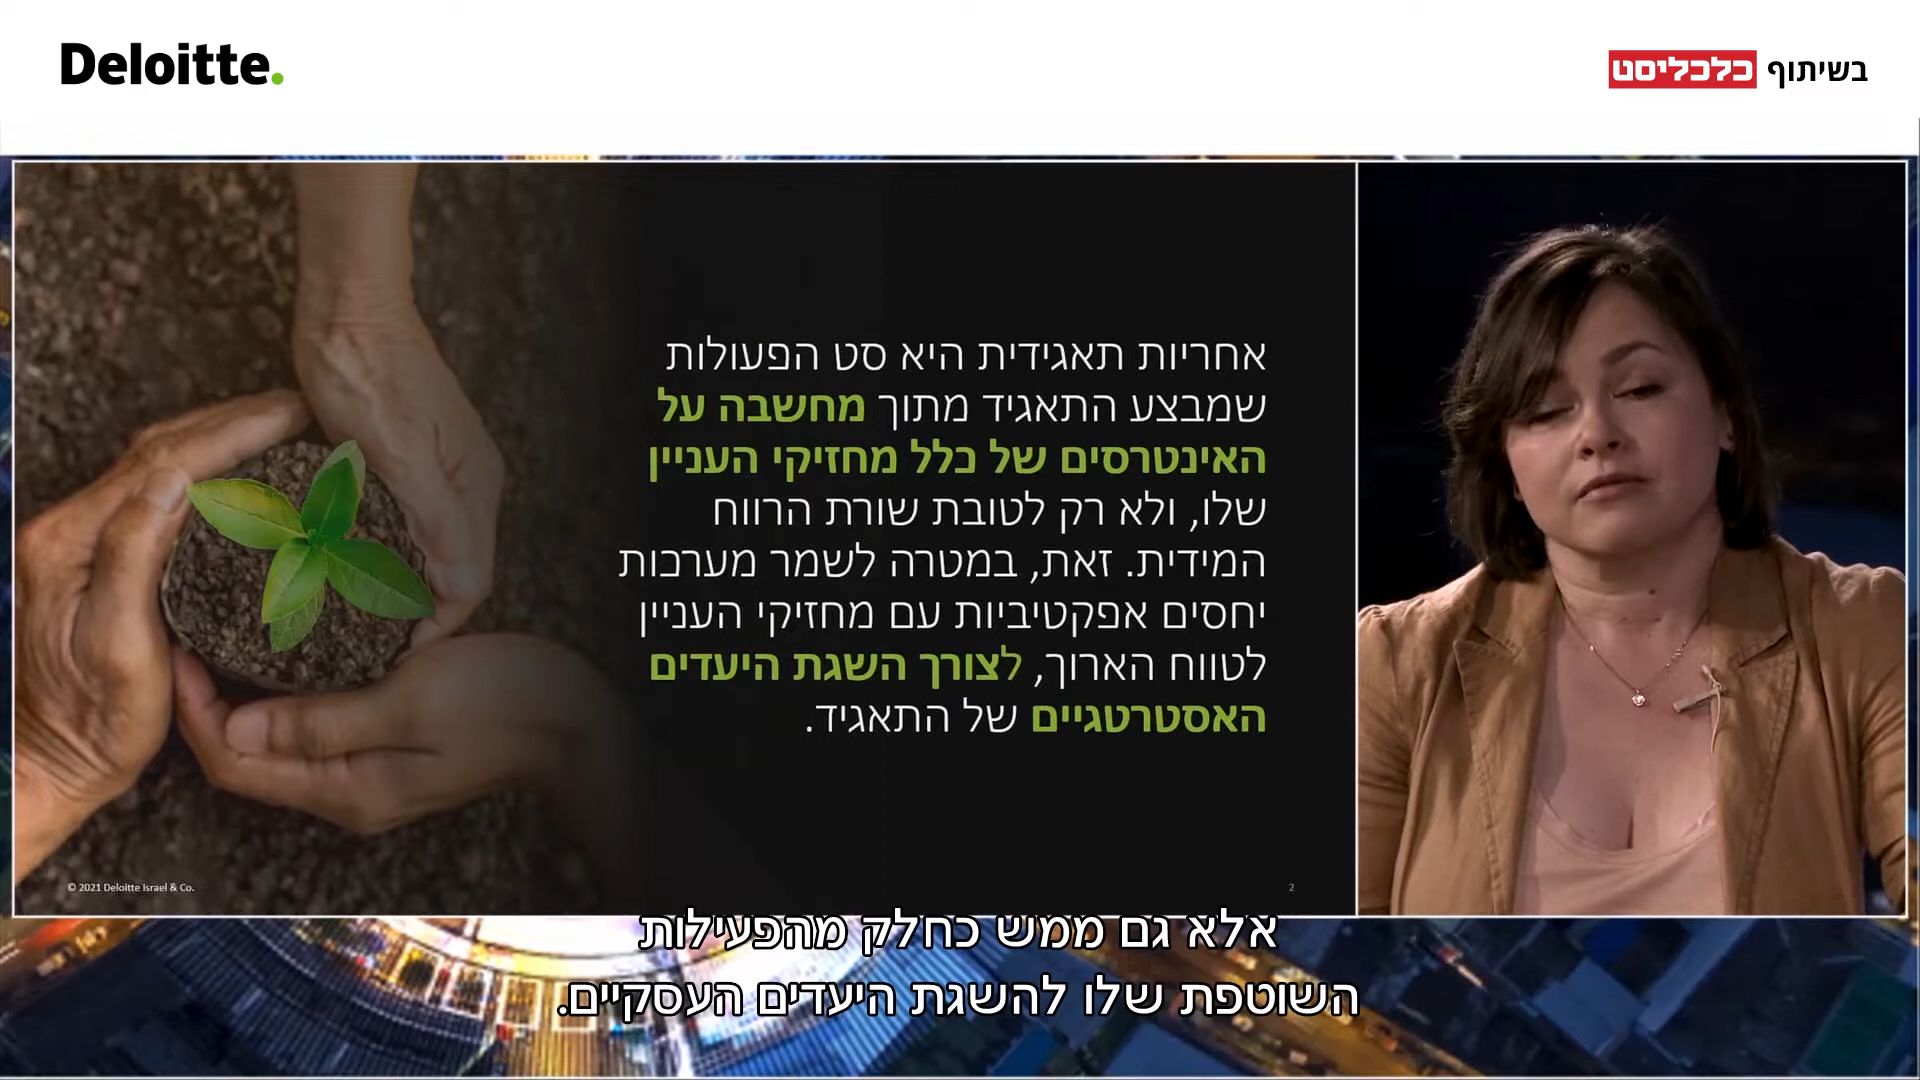 Deloitte.
בשיתוף כלכליסט
אחריות תאגידית היא סט הפעולות
שמבצע התאגיד מתוך מחשבה על
האינטרסים של כלל מחזיקי העניין
שלו, ולא רק לטובת שורת הרווח
המידית. זאת, במטרה לשמר מערכות
יחסים אפקטיביות עם מחזיקי העניין
לטווח הארוך, לצורך השגת היעדים
האסטרטגיים של התאגיד.
© 2021 Deloitte Israel & Co.
2
אלא גם ממש כחלק מהפעילות
השוטפת שלו להשגת היעדים העסקיים.